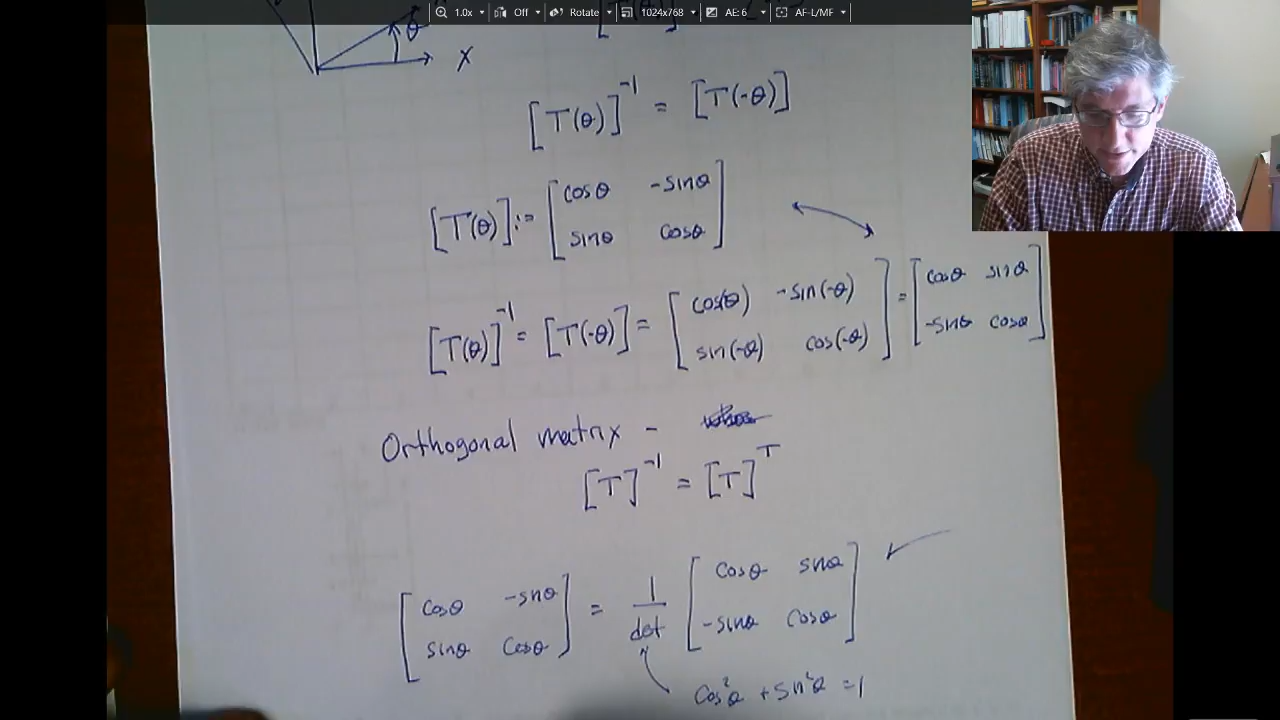 1.0x Off Rotate 1024x768 AE: 6 AF-L/MF
θ
X
[T(θ)]⁻¹ = [T(-θ)]
[T(θ)] := [cosθ -sinθ
sinθ cosθ]
[T(θ)]⁻¹ = [T(-θ)] = [cos(θ) -sin(-θ)
sin(-θ) cos(-θ)] = [cosθ sinθ
-sinθ cosθ]
Orthogonal matrix -
[T]⁻¹ = [T]ᵀ
[cosθ -sinθ
sinθ cosθ] = 1/det [cosθ sinθ
-sinθ cosθ]
cos²θ + sin²θ = 1